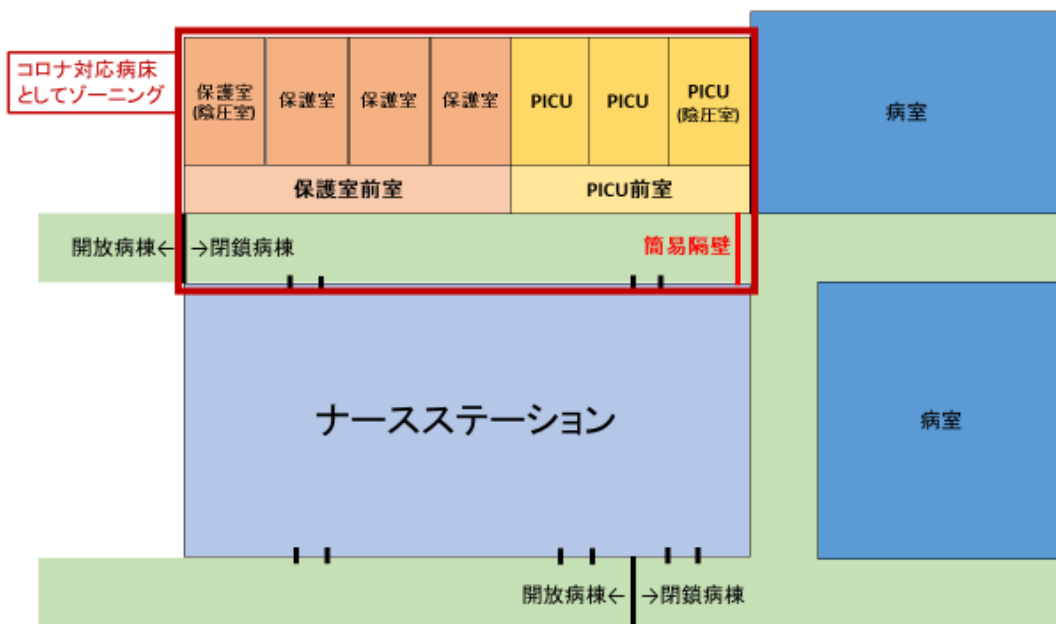 コロナ対応病床
としてゾーニング
保護室
(陰圧室)
保護室
保護室
保護室
PICU
PICU
PICU
(陰圧室)
病室
保護室前室
PICU前室
開放病棟←
→閉鎖病棟
簡易隔壁
ナースステーション
病室
開放病棟←
→閉鎖病棟